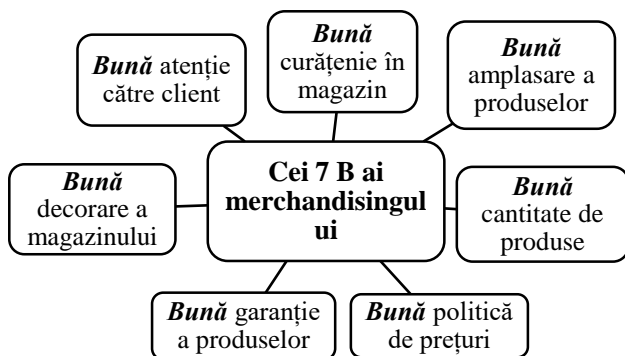 Bună
curățenie în
magazin
Bună
amplasare a
produselor
Bună atenție
către client
Cei 7 B ai
merchandisingul
ui
Bună
decorare a
magazinului
Bună
cantitate de
produse
Bună garanție
a produselor
Bună politică
de prețuri